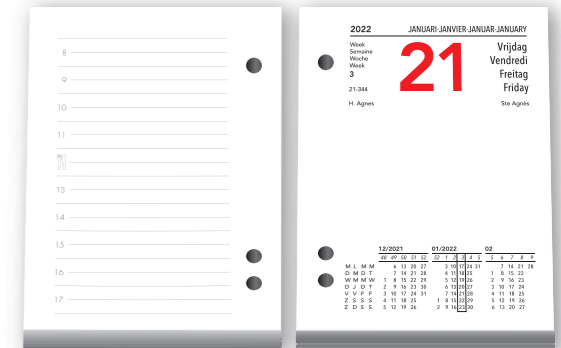 8
9
10
11
13
14
15
16
17
2022 JANUARI-JANVIER-JANUAR-JANUARY
Week
Semaine
Woche
Week
3
21-344
H. Agnes
21
Vrijdag
Vendredi
Freitag
Friday
Ste Agnès
12/2021 01/2022 02
48 49 50 51 52 52 1 2 3 4 5 5 6 7 8 9
M L M M 6 13 20 27 3 10 17 24 31 7 14 21 28
D M D T 7 14 21 28 4 11 18 25 1 8 15 22
W M M W 1 8 15 22 29 5 12 19 26 2 9 16 23
D J D T 2 9 16 23 30 6 13 20 27 3 10 17 24
V V F F 3 10 17 24 31 7 14 21 28 4 11 18 25
Z S S S 4 11 18 25 1 8 15 22 29 5 12 19 26
Z D S S 5 12 19 26 2 9 16 23 30 6 13 20 27